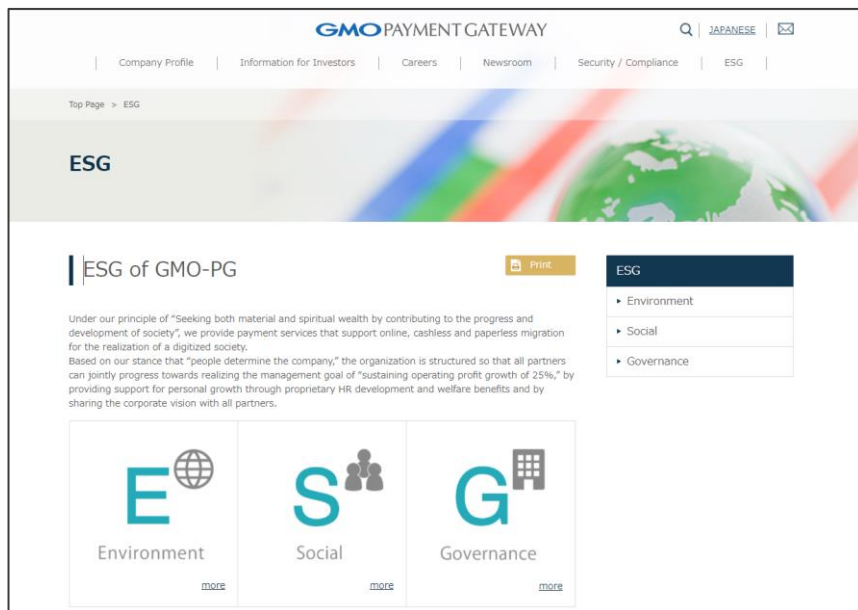 GMO PAYMENT GATEWAY
JAPANESE
Company Profile
Information for Investors
Careers
Newsroom
Security / Compliance
ESG
Top Page > ESG
ESG
ESG of GMO-PG
Print
Under our principle of “Seeking both material and spiritual wealth by contributing to the progress and
development of society”, we provide payment services that support online, cashless and paperless migration
for the realization of a digitized society.
Based on our stance that “people determine the company,” the organization is structured so that all partners
can jointly progress towards realizing the management goal of “sustaining operating profit growth of 25%,” by
providing support for personal growth through proprietary HR development and welfare benefits and by
sharing the corporate vision with all partners.
E
Environment
more
S
Social
more
G
Governance
more
ESG
Environment
Social
Governance